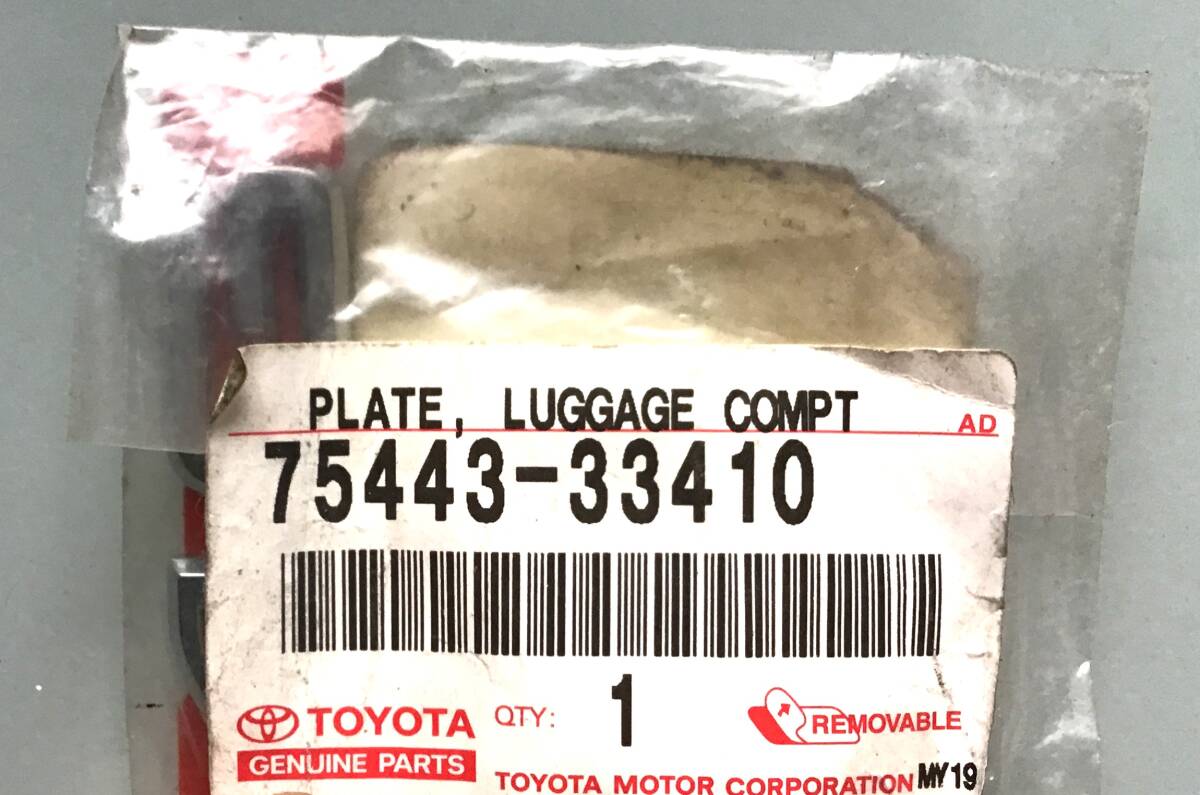 PLATE, LUGGAGE COMPT AD
75443-33410
TOYOTA QTY: 1 REMOVABLE
GENUINE PARTS
TOYOTA MOTOR CORPORATION MY19